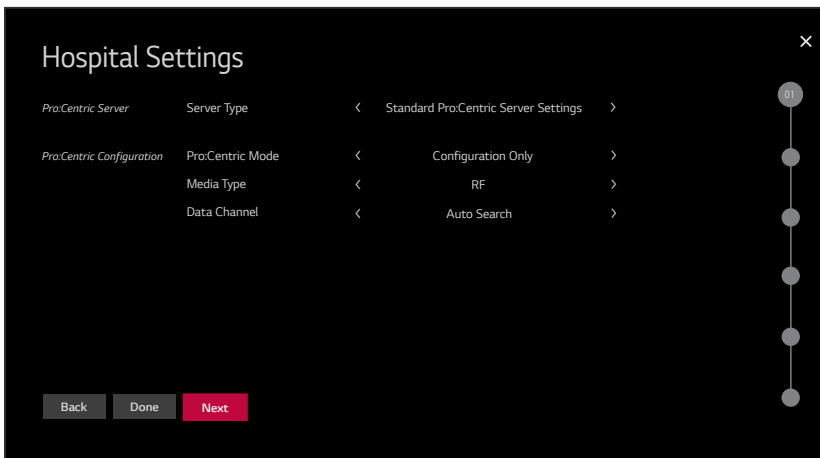 Hospital Settings
Pro:Centric Server Server Type Standard Pro:Centric Server Settings
01
Pro:Centric Configuration Pro:Centric Mode Configuration Only
Media Type RF
Data Channel Auto Search
Back Done Next